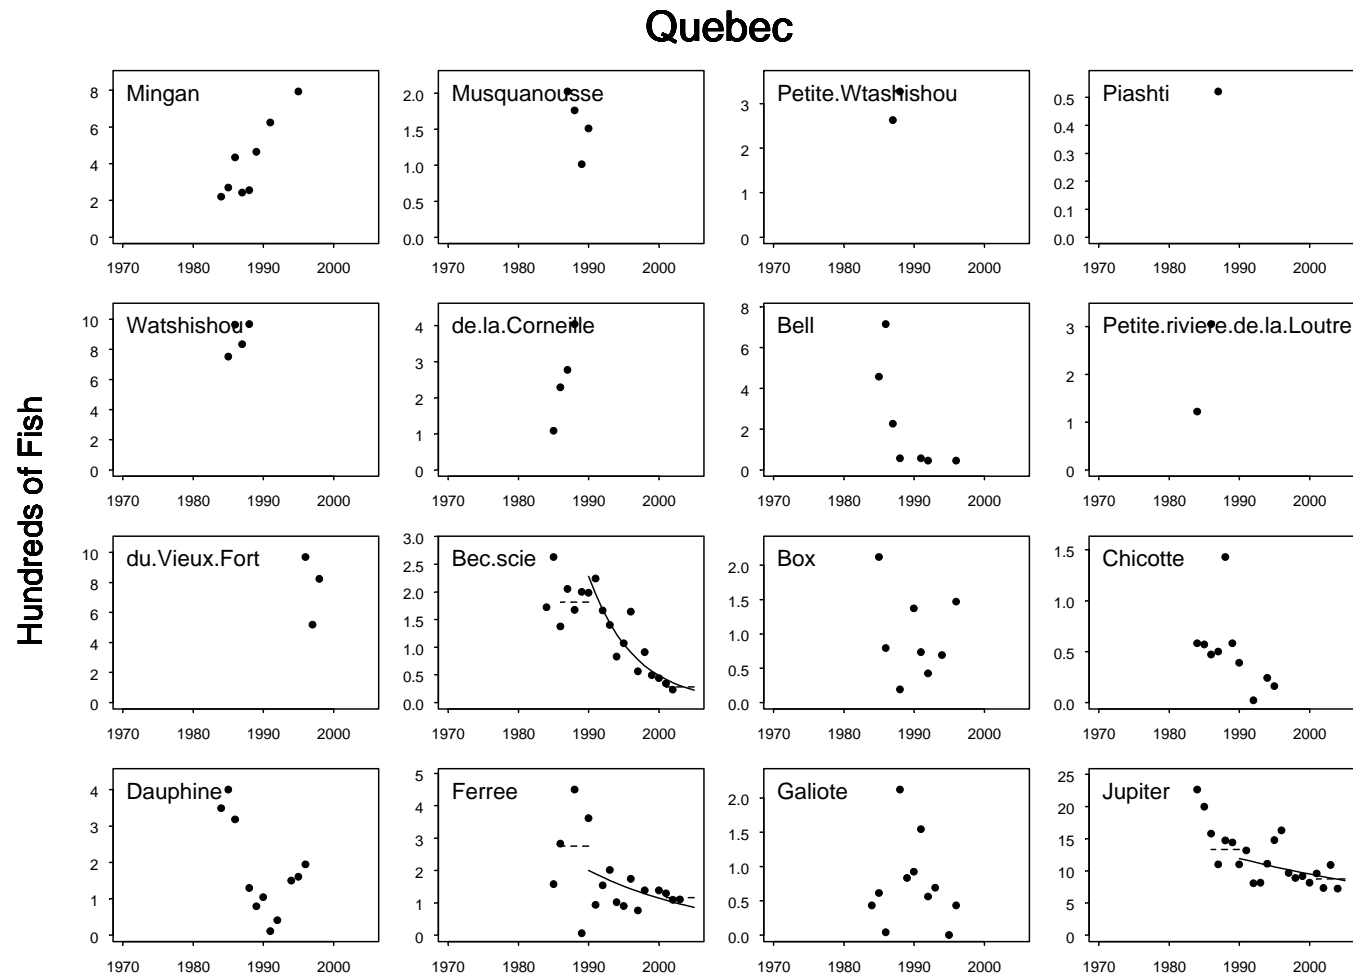 Quebec
Hundreds of Fish
Mingan
8
6
4
2
0
1970 1980 1990 2000
Musquanousse
2.0
1.5
1.0
0.5
0.0
1970 1980 1990 2000
Petite.Wtashishou
3
2
1
0
1970 1980 1990 2000
Piashti
0.5
0.4
0.3
0.2
0.1
0.0
1970 1980 1990 2000
Watshishou
10
8
6
4
2
0
1970 1980 1990 2000
de.la.Corneille
4
3
2
1
0
1970 1980 1990 2000
Bell
8
6
4
2
0
1970 1980 1990 2000
Petite.riviere.de.la.Loutre
3
2
1
0
1970 1980 1990 2000
du.Vieux.Fort
10
8
6
4
2
0
1970 1980 1990 2000
Bec.scie
3.0
2.5
2.0
1.5
1.0
0.5
0.0
1970 1980 1990 2000
Box
2.0
1.5
1.0
0.5
0.0
1970 1980 1990 2000
Chicotte
1.5
1.0
0.5
0.0
1970 1980 1990 2000
Dauphine
4
3
2
1
0
1970 1980 1990 2000
Ferree
5
4
3
2
1
0
1970 1980 1990 2000
Galiote
2.0
1.5
1.0
0.5
0.0
1970 1980 1990 2000
Jupiter
25
20
15
10
5
0
1970 1980 1990 2000